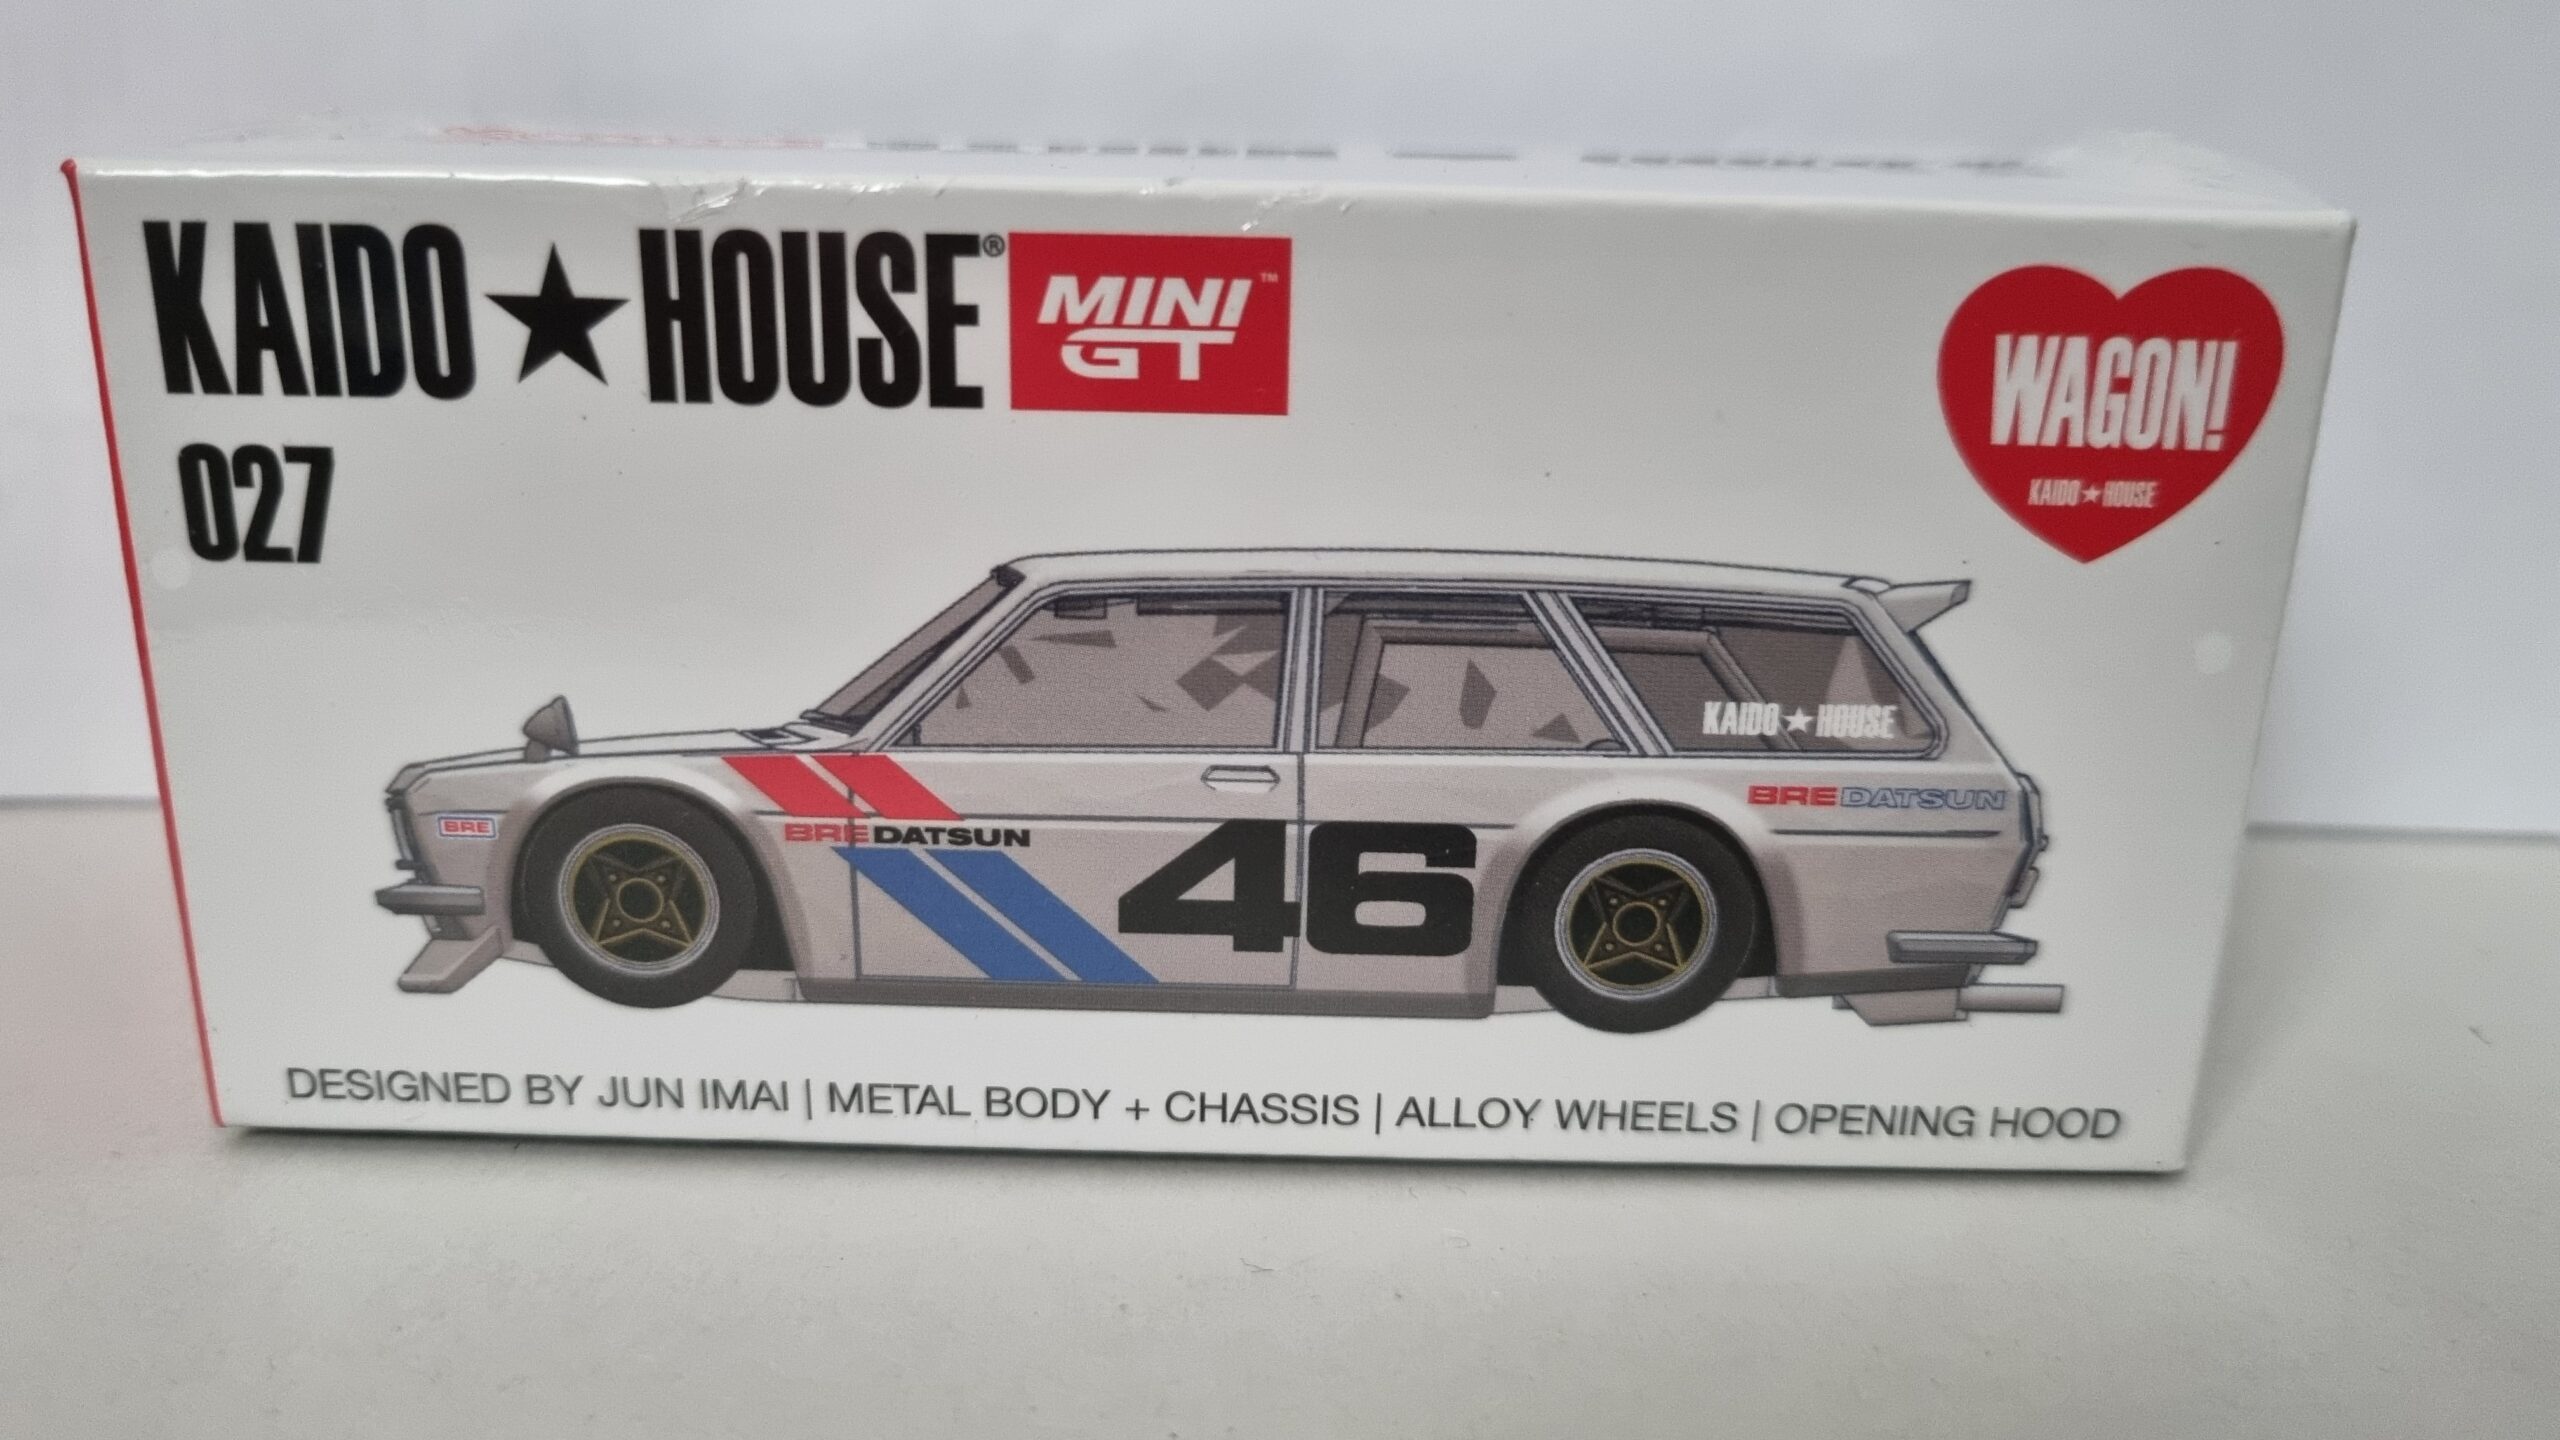 KAIDO★HOUSE®
MINI™
GT
027
WAGON!
KAIDO★HOUSE
KAIDO★HOUSE
BRE DATSUN
BRE
BRE DATSUN
46
DESIGNED BY JUN IMAI | METAL BODY + CHASSIS | ALLOY WHEELS | OPENING HOOD